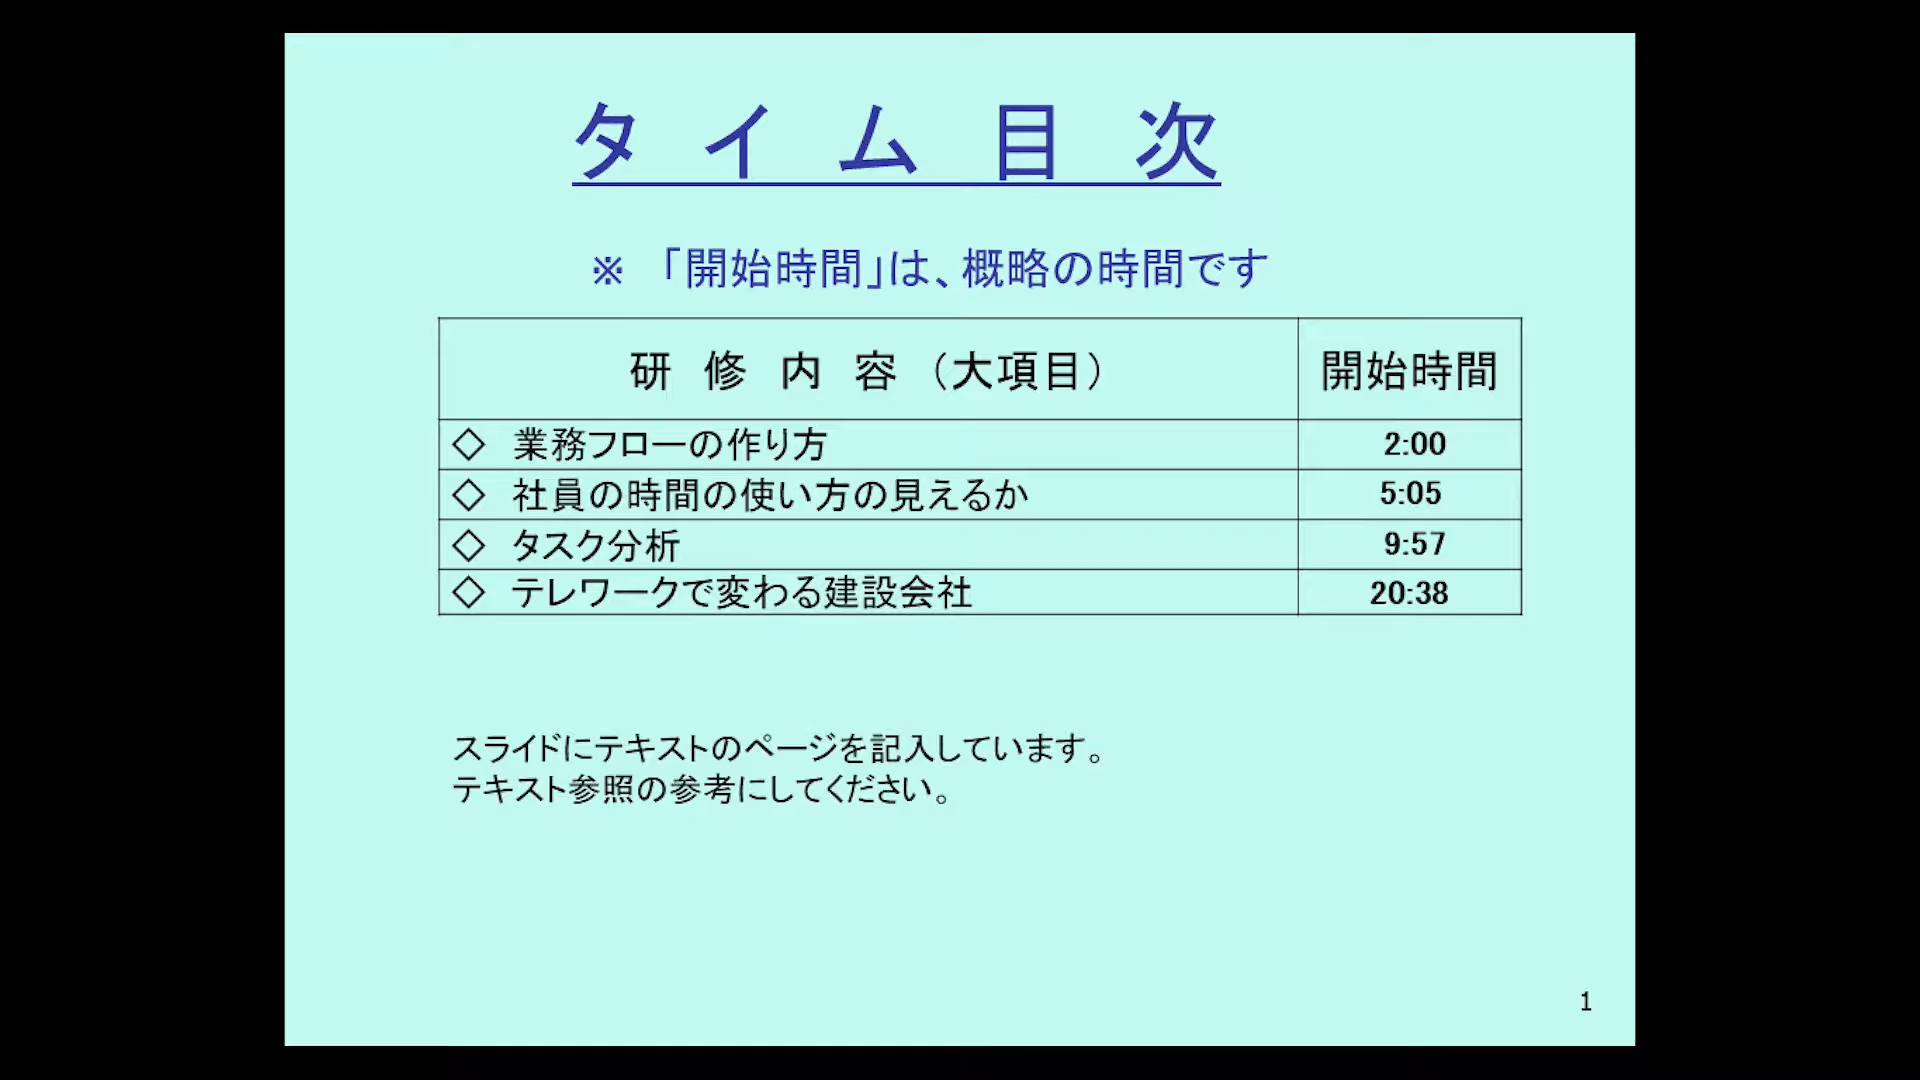 タ イ ム 目 次
※ 「開始時間」は、概略の時間です
研 修 内 容 （大項目） 開始時間
◇ 業務フローの作り方 2:00
◇ 社員の時間の使い方の見えるか 5:05
◇ タスク分析 9:57
◇ テレワークで変わる建設会社 20:38
スライドにテキストのページを記入しています。
テキスト参照の参考にしてください。
1